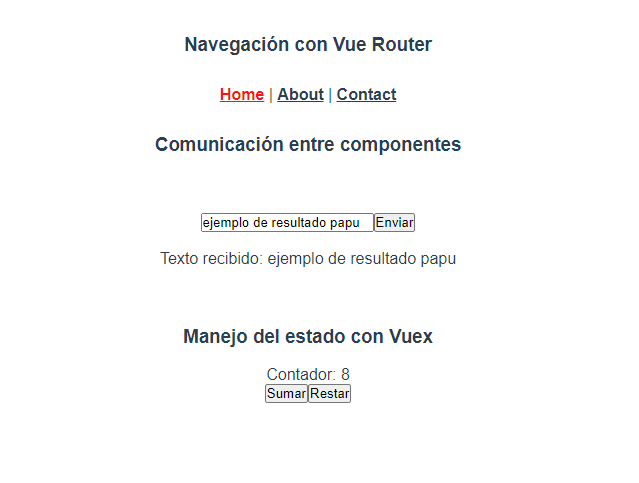 Navegación con Vue Router
Home | About | Contact
Comunicación entre componentes
ejemplo de resultado papu Enviar
Texto recibido: ejemplo de resultado papu
Manejo del estado con Vuex
Contador: 8
Sumar Restar